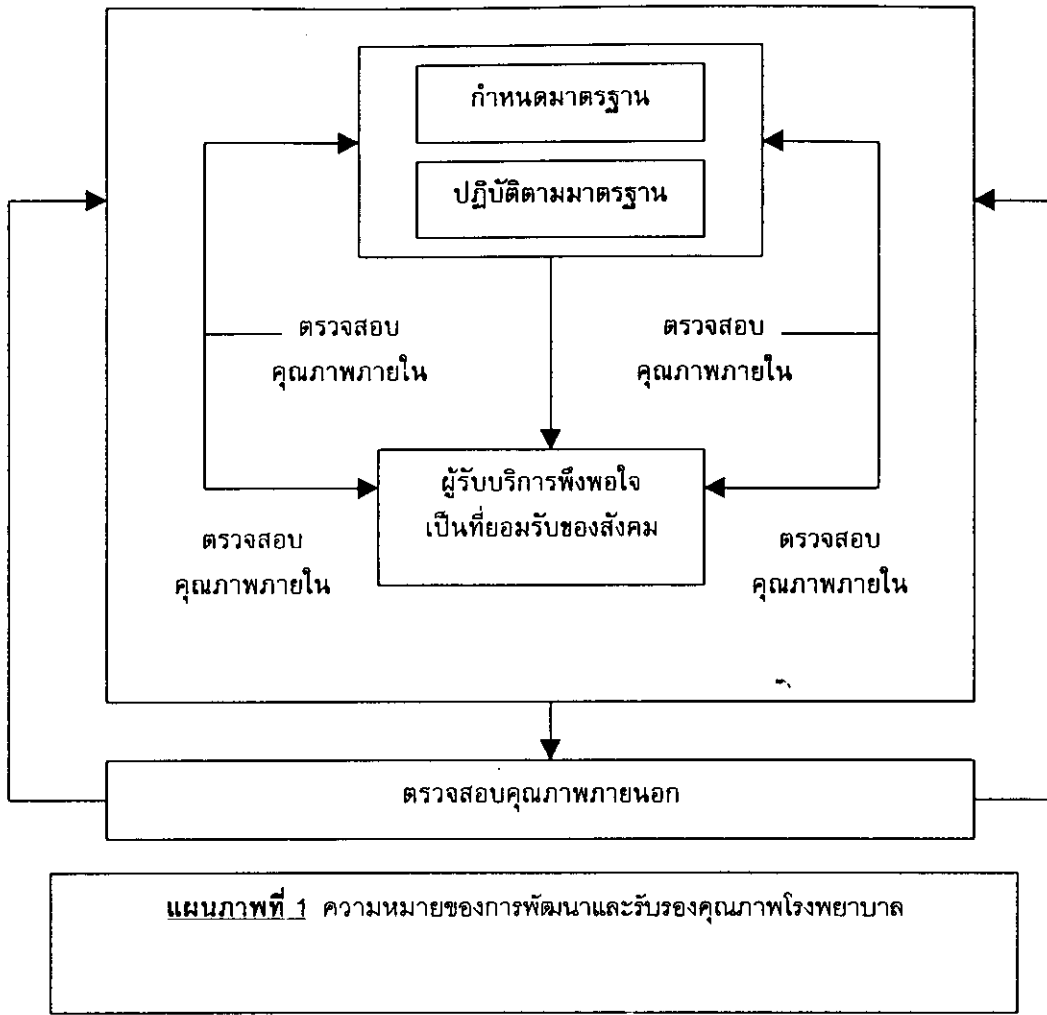 กำหนดมาตรฐาน
ปฏิบัติตามมาตรฐาน
ตรวจสอบ
คุณภาพภายใน
ตรวจสอบ
คุณภาพภายใน
ผู้รับบริการพึงพอใจ
เป็นที่ยอมรับของสังคม
ตรวจสอบ
คุณภาพภายใน
ตรวจสอบ
คุณภาพภายใน
ตรวจสอบคุณภาพภายนอก
แผนภาพที่ 1 ความหมายของการพัฒนาและรับรองคุณภาพโรงพยาบาล